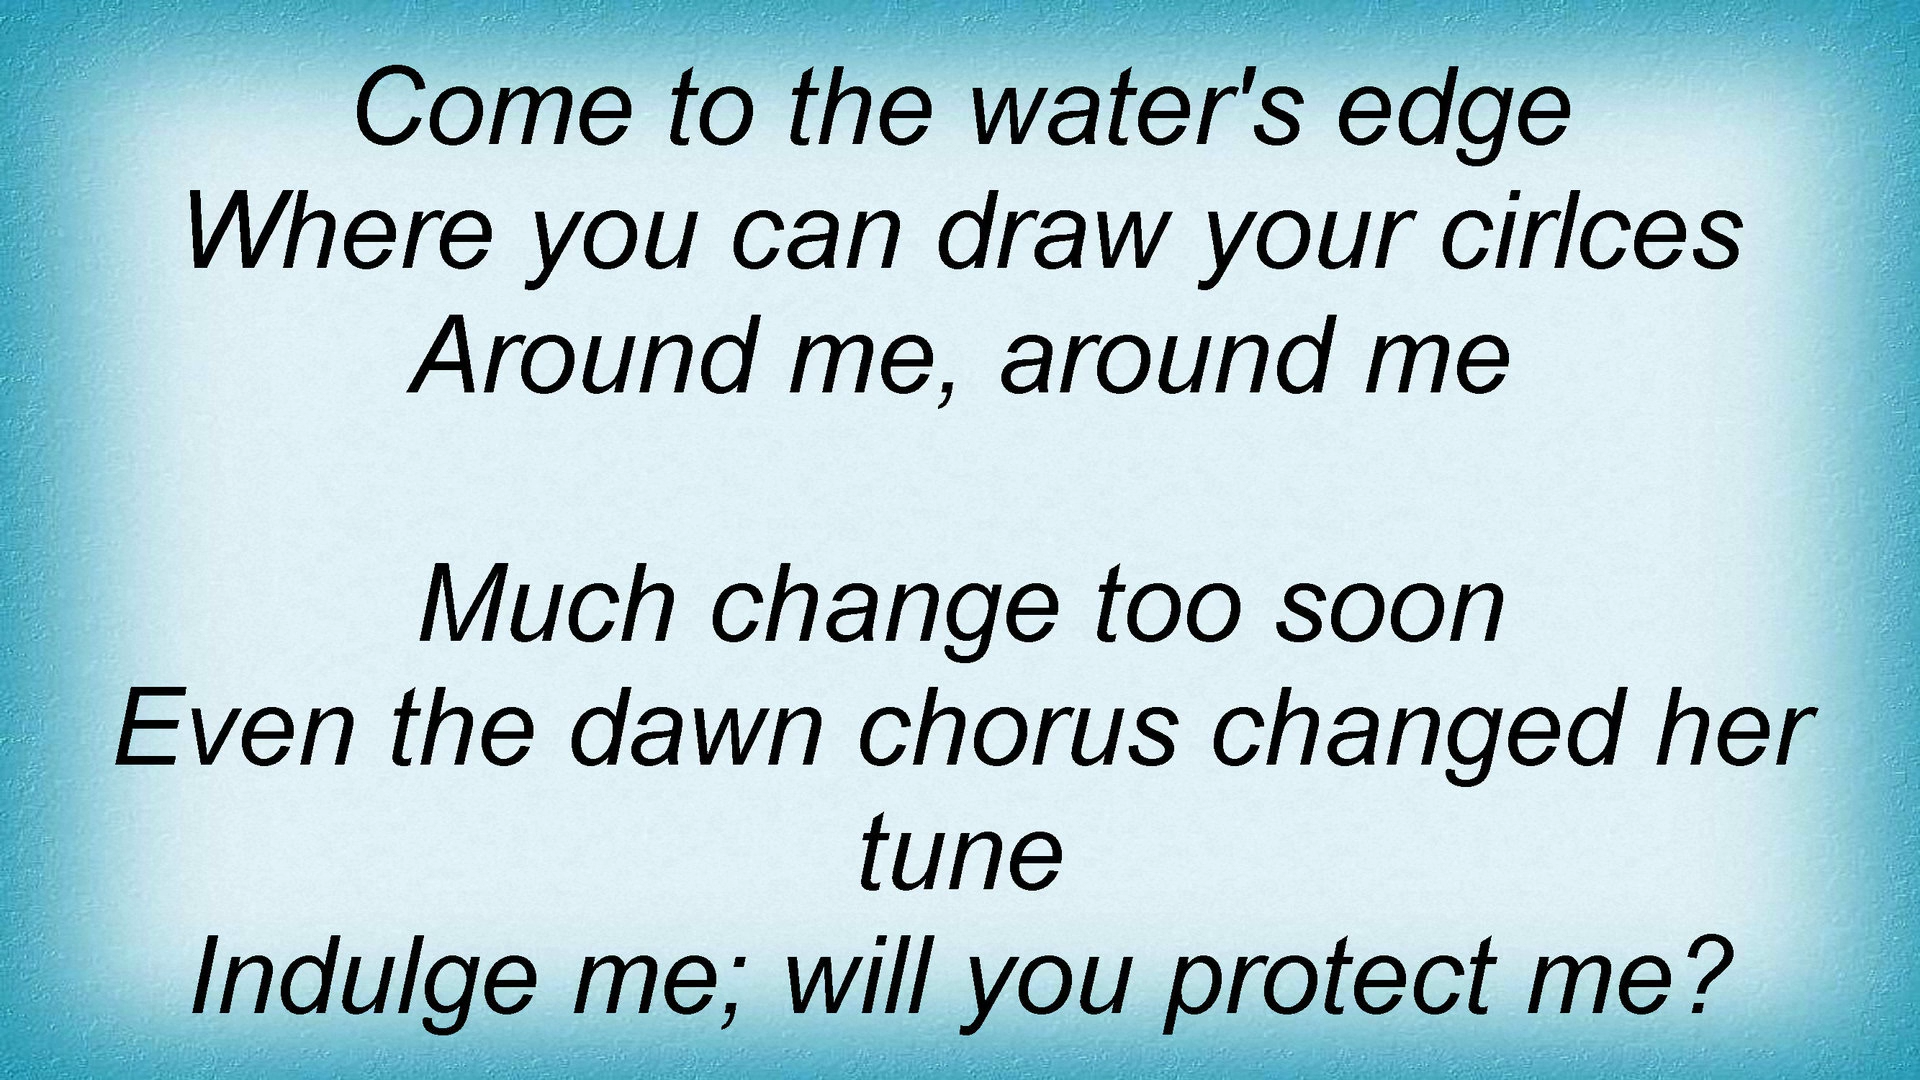 Come to the water's edge
Where you can draw your cirlces
Around me, around me
Much change too soon
Even the dawn chorus changed her
tune
Indulge me; will you protect me?